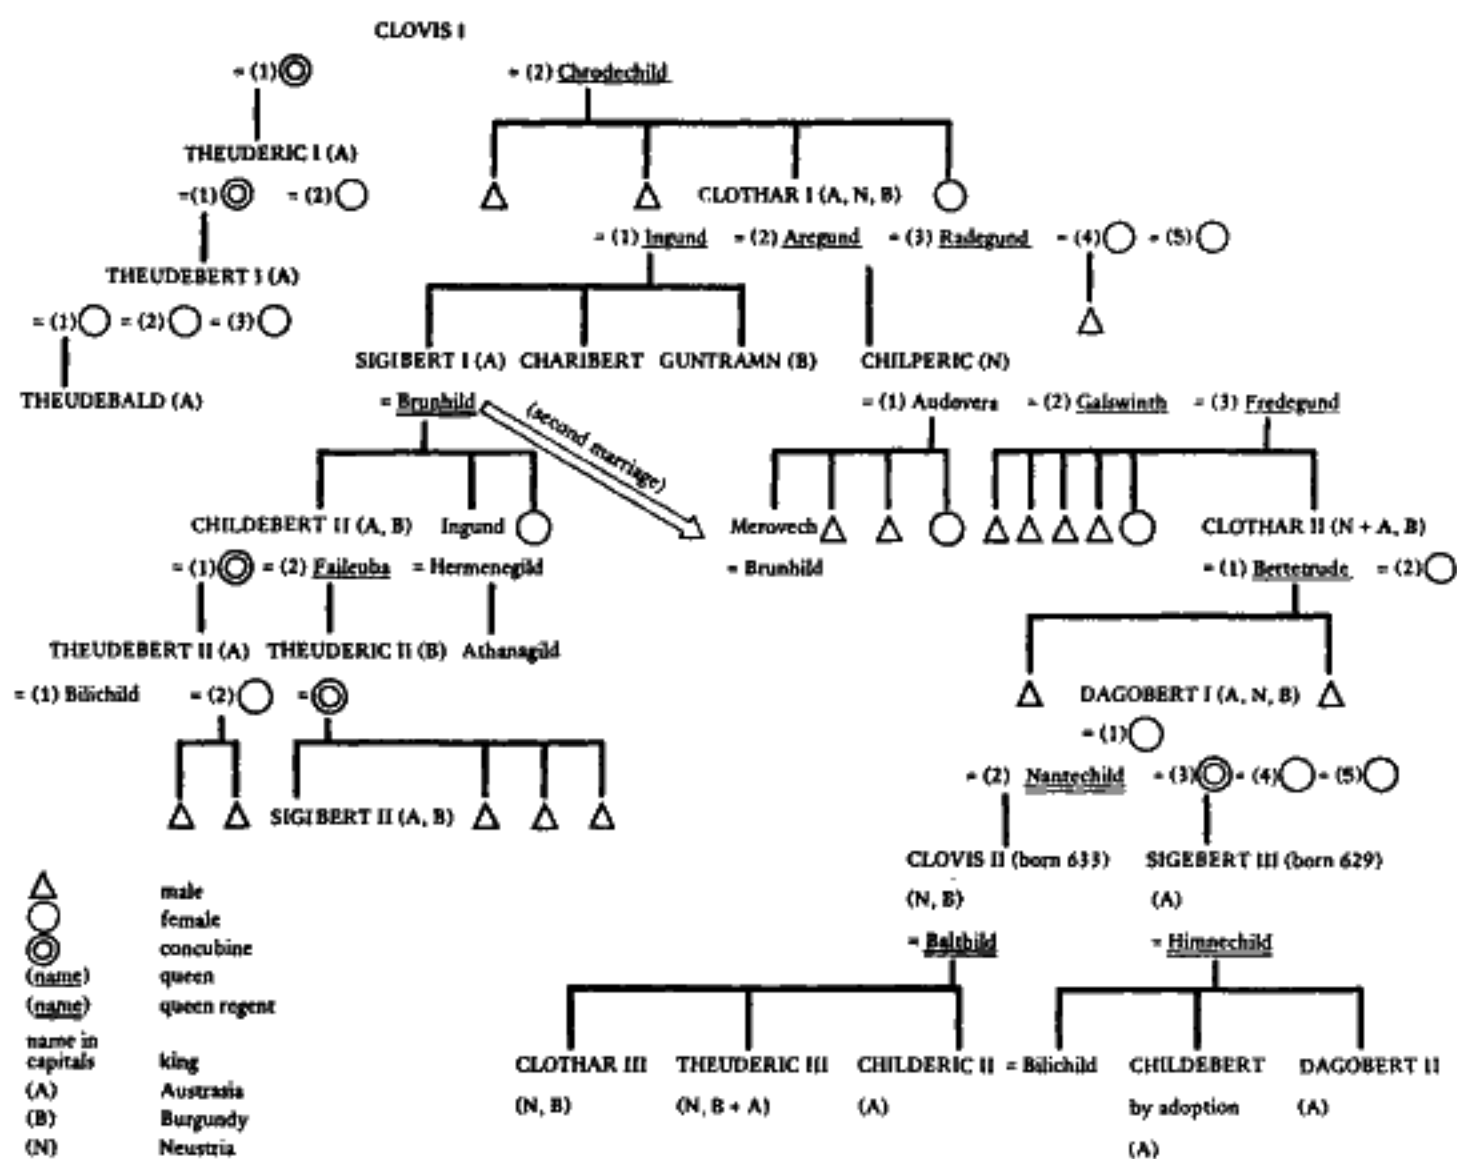 CLOVIS I
= (1)
= (2) Chrodechild
THEUDERIC I (A)
= (1) = (2)
CLOTHAR I (A, N, B)
= (1) Ingund = (2) Aregund = (3) Radegund = (4) = (5)
THEUDEBERT I (A)
= (1) = (2) = (3)
SIGIBERT I (A) CHARIBERT GUNTRAMN (B) CHILPERIC (N)
THEUDEBALD (A)
= Brunhild
(second marriage)
= (1) Audovera = (2) Galswinth = (3) Fredegund
CHILDEBERT II (A, B) Ingund
Merovech
CLOTHAR II (N + A, B)
= (1) = (2) Faileuba = Hermenegild
= Brunhild
= (1) Bertetrude = (2)
THEUDEBERT II (A) THEUDERIC II (B) Athanagild
= (1) Bilichild = (2) =
DAGOBERT I (A, N, B)
= (1)
= (2) Nantechild = (3) = (4) = (5)
SIGIBERT II (A, B)
CLOVIS II (born 633) SIGEBERT III (born 629)
(N, B) (A)
= Balthild = Himnechild
male
female
concubine
(name) queen
(name) queen regent
name in
capitals king
(A) Austrasia
(B) Burgundy
(N) Neustria
CLOTHAR III THEUDERIC III CHILDERIC II = Bilichild CHILDEBERT DAGOBERT II
(N, B) (N, B + A) (A) by adoption (A)
(A)